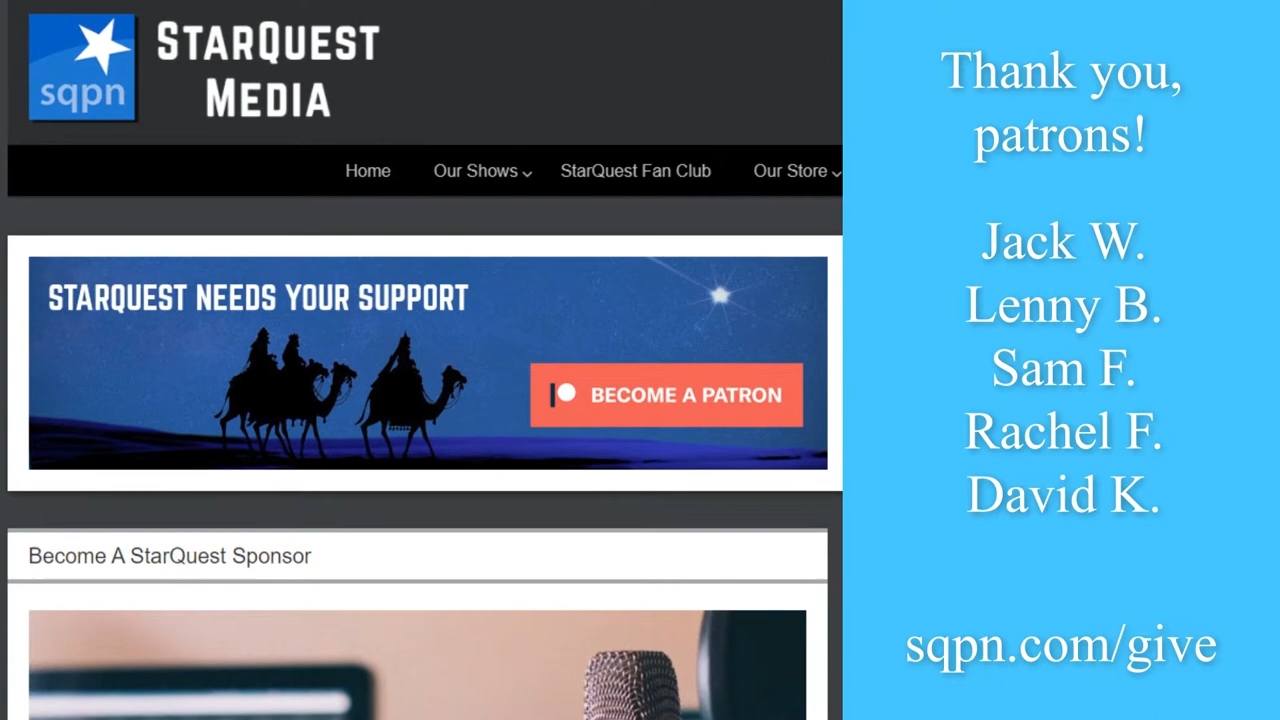 sqpn
STARQUEST
MEDIA
Home Our Shows StarQuest Fan Club Our Store
STARQUEST NEEDS YOUR SUPPORT
BECOME A PATRON
Become A StarQuest Sponsor
Thank you,
patrons!
Jack W.
Lenny B.
Sam F.
Rachel F.
David K.
sqpn.com/give